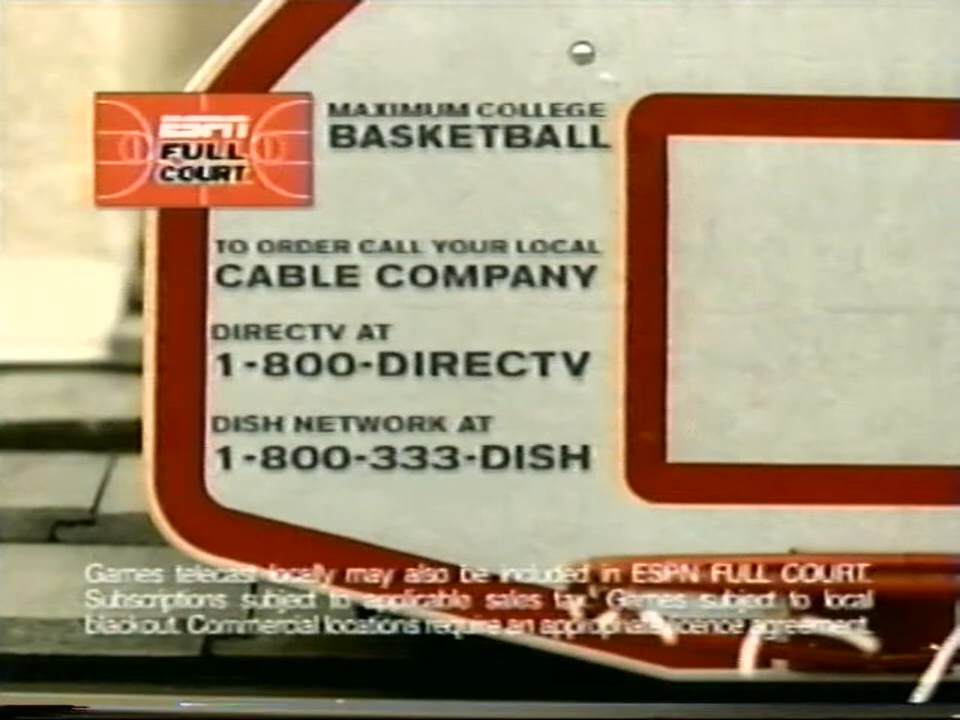 ESPN
FULL
COURT
MAXIMUM COLLEGE
BASKETBALL
TO ORDER CALL YOUR LOCAL
CABLE COMPANY
DIRECTV AT
1-800-DIRECTV
DISH NETWORK AT
1-800-333-DISH
Games telecast locally may also be included in ESPN FULL COURT.
Subscriptions subject to applicable sales tax. Games subject to local
blackout. Commercial locations require an appropriate licence agreement.